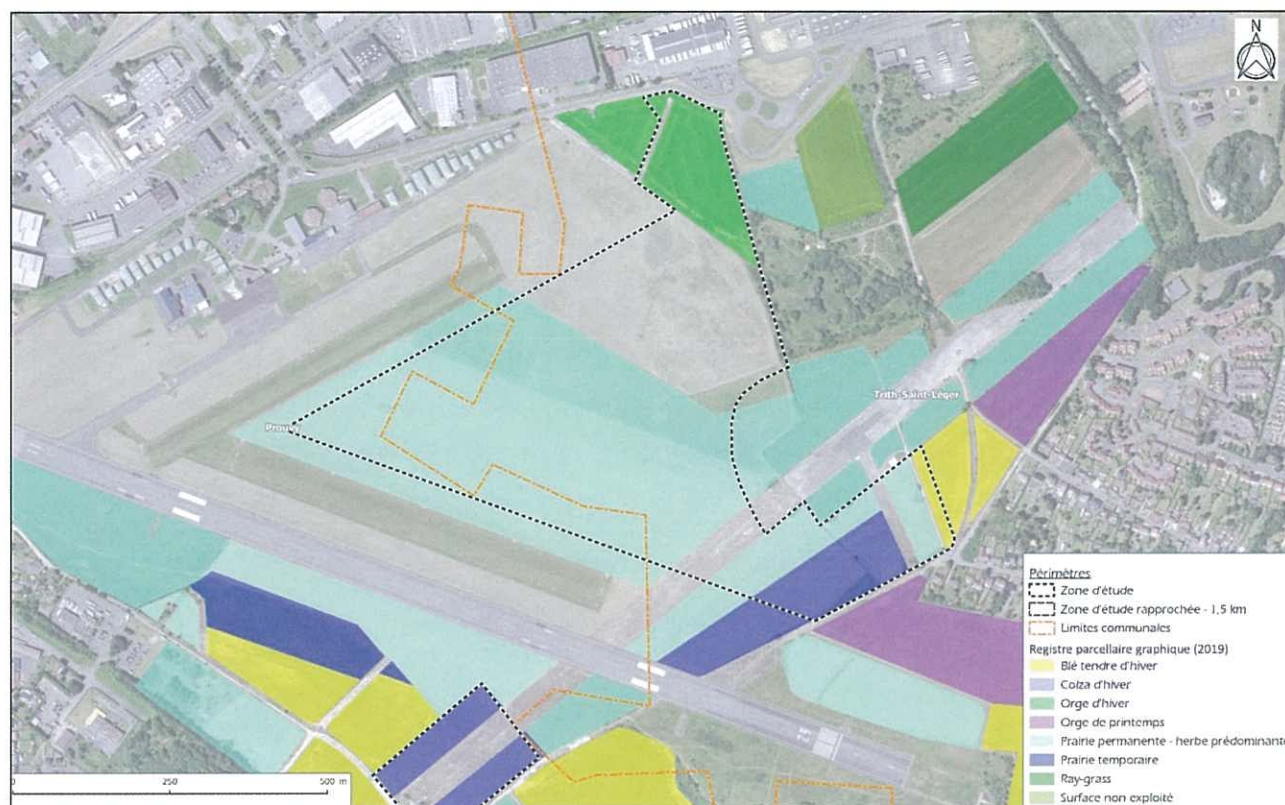 N
Trith-Saint-Léger
Prouvy
Périmètres
Zone d'étude
Zone d'étude rapprochée - 1,5 km
Limites communales
Registre parcellaire graphique (2019)
Blé tendre d'hiver
Colza d'hiver
Orge d'hiver
Orge de printemps
Prairie permanente - herbe prédominante
Prairie temporaire
Ray-grass
Surface non exploité
0 250 500 m